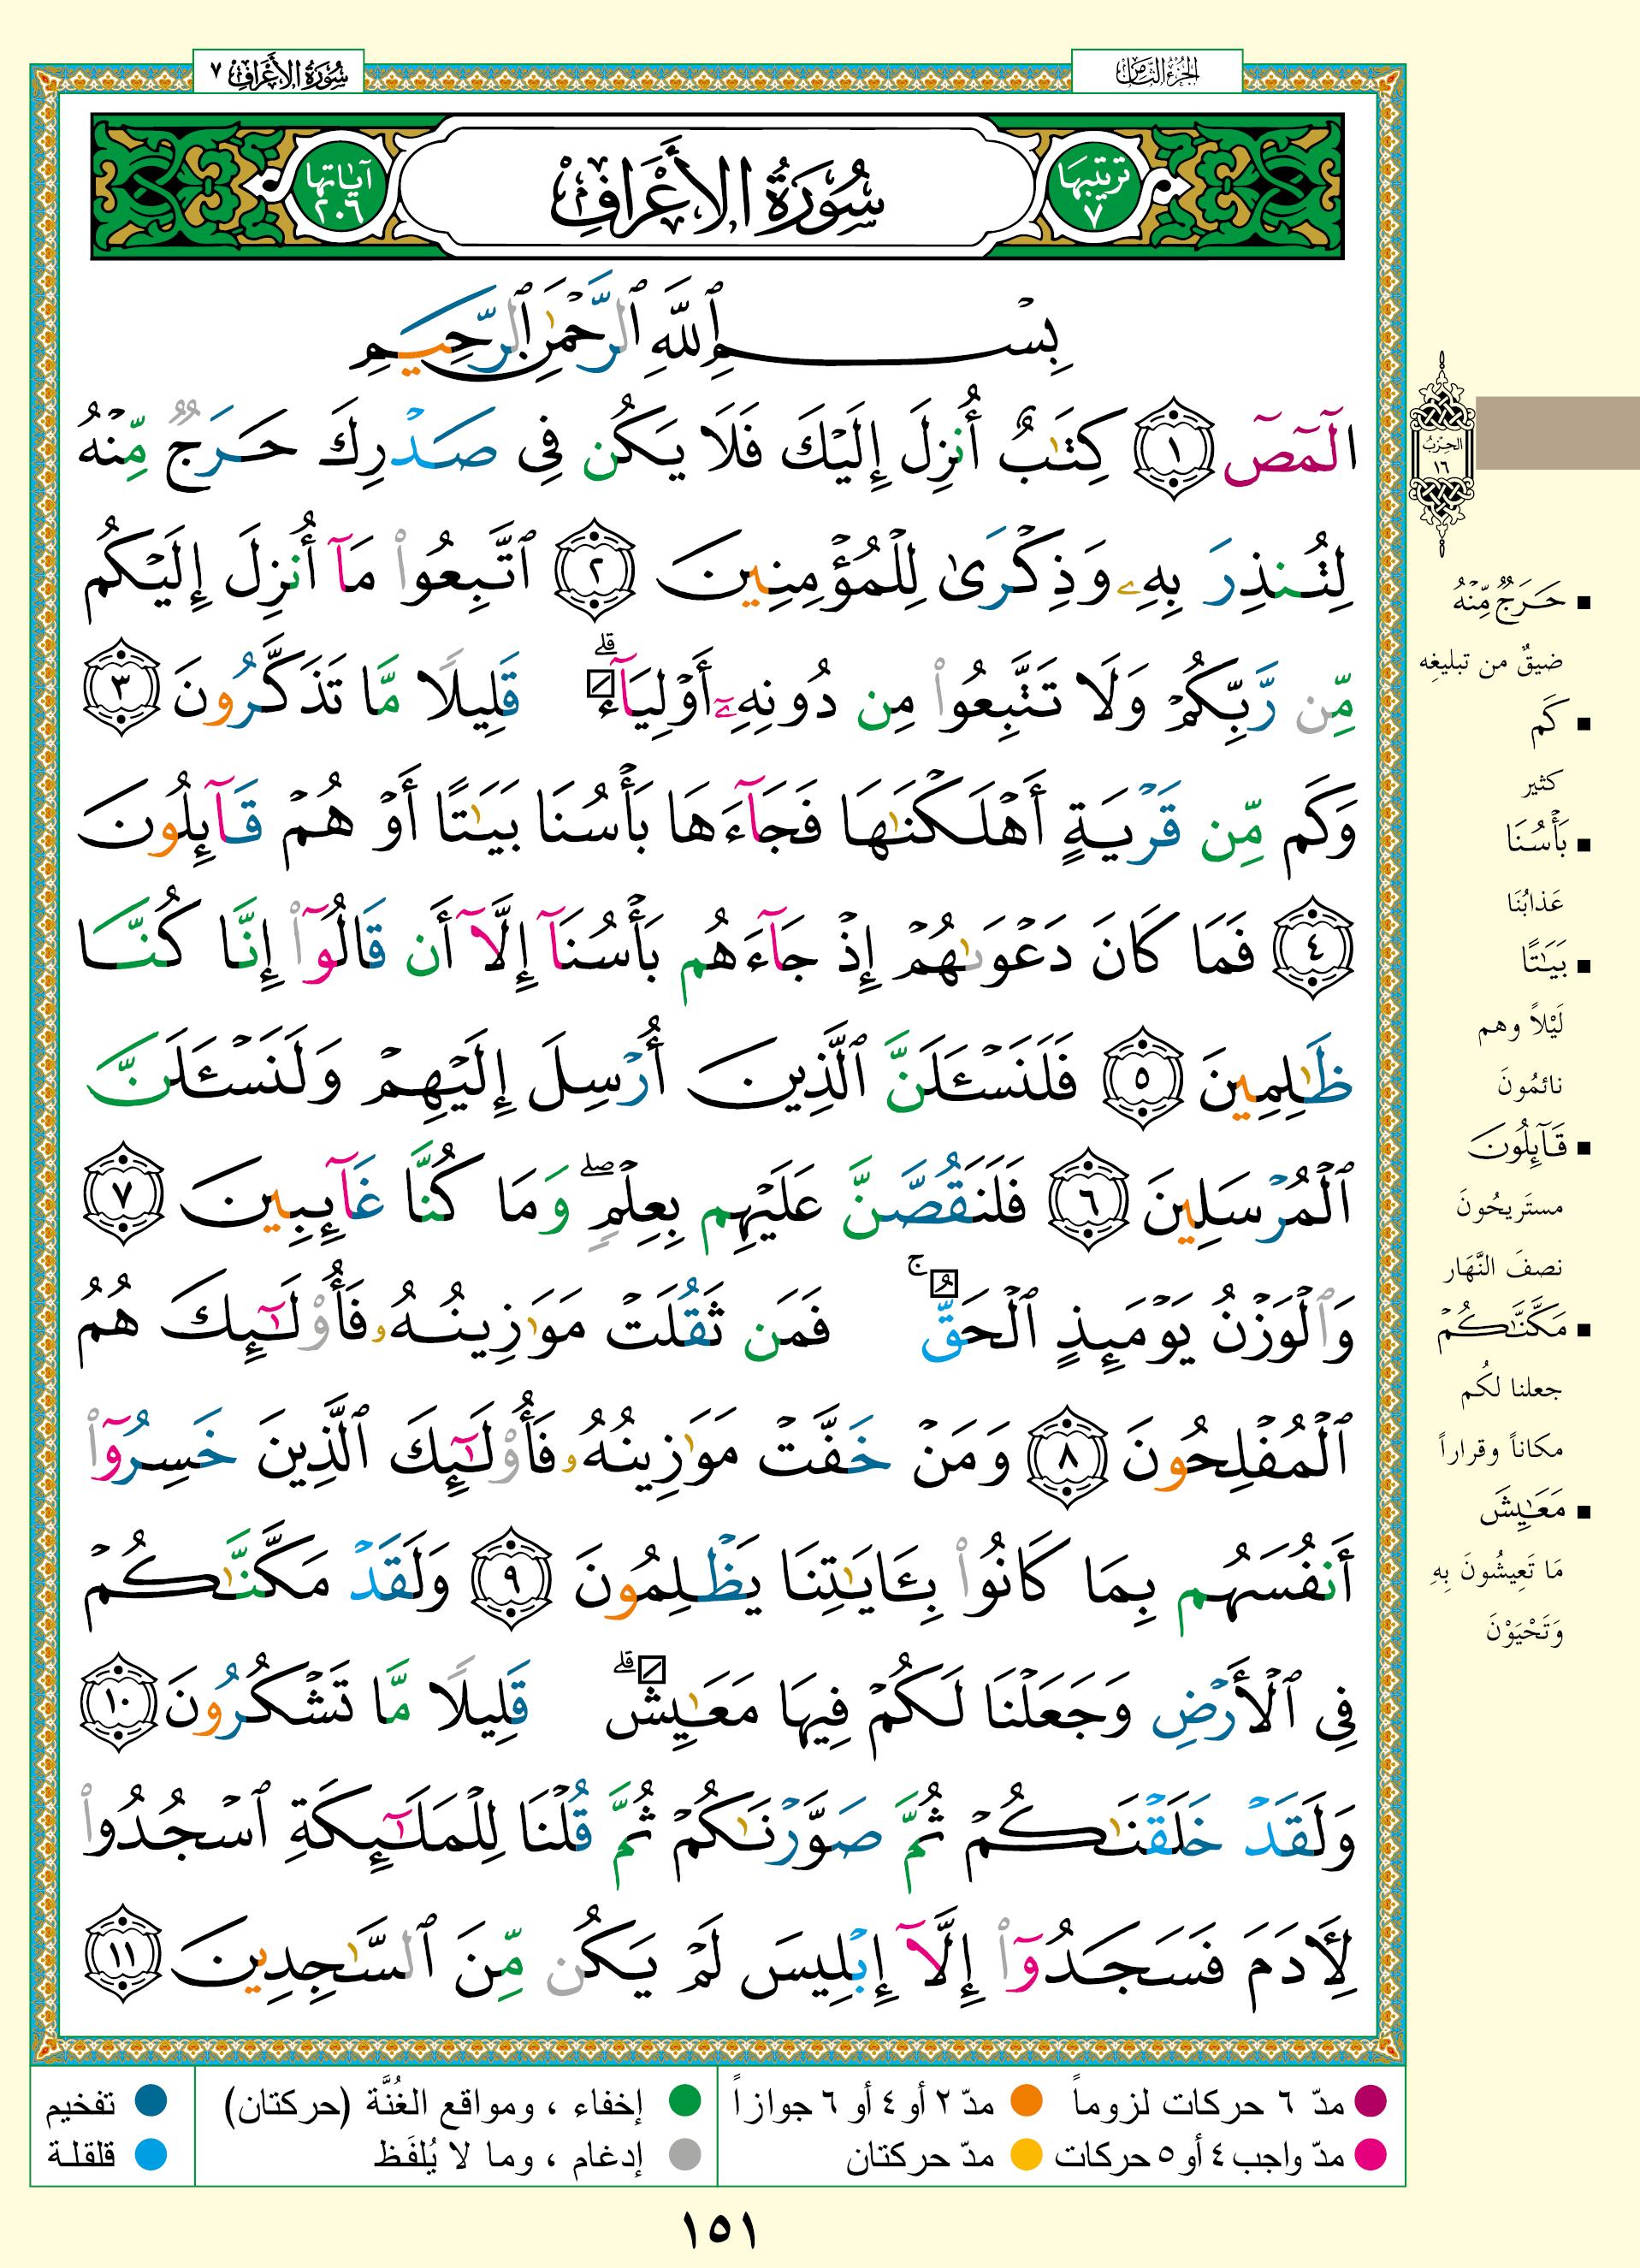 الجزء الثامن
سورة الأعراف ٧
ترتيبها ٧
سُورَةُ الأَعْرَافِ
آياتها ٢٠٦
بِسْمِ ٱللَّهِ ٱلرَّحْمَٰنِ ٱلرَّحِيمِ
الٓمٓصٓ ١ كِتَٰبٌ أُنزِلَ إِلَيْكَ فَلَا يَكُن فِى صَدْرِكَ حَرَجٌ مِّنْهُ
لِتُنذِرَ بِهِۦ وَذِكْرَىٰ لِلْمُؤْمِنِينَ ٢ ٱتَّبِعُوا۟ مَآ أُنزِلَ إِلَيْكُم
مِّن رَّبِّكُمْ وَلَا تَتَّبِعُوا۟ مِن دُونِهِۦٓ أَوْلِيَآءَ ۗ قَلِيلًا مَّا تَذَكَّرُونَ ٣
وَكَم مِّن قَرْيَةٍ أَهْلَكْنَٰهَا فَجَآءَهَا بَأْسُنَا بَيَٰتًا أَوْ هُمْ قَآئِلُونَ
٤ فَمَا كَانَ دَعْوَىٰهُمْ إِذْ جَآءَهُم بَأْسُنَآ إِلَّآ أَن قَالُوٓا۟ إِنَّا كُنَّا
ظَٰلِمِينَ ٥ فَلَنَسْـَٔلَنَّ ٱلَّذِينَ أُرْسِلَ إِلَيْهِمْ وَلَنَسْـَٔلَنَّ
ٱلْمُرْسَلِينَ ٦ فَلَنَقُصَّنَّ عَلَيْهِم بِعِلْمٍ ۖ وَمَا كُنَّا غَآئِبِينَ ٧
وَٱلْوَزْنُ يَوْمَئِذٍ ٱلْحَقُّ ۚ فَمَن ثَقُلَتْ مَوَٰزِينُهُۥ فَأُو۟لَٰٓئِكَ هُمُ
ٱلْمُفْلِحُونَ ٨ وَمَنْ خَفَّتْ مَوَٰزِينُهُۥ فَأُو۟لَٰٓئِكَ ٱلَّذِينَ خَسِرُوٓا۟
أَنفُسَهُم بِمَا كَانُوا۟ بِـَٔايَٰتِنَا يَظْلِمُونَ ٩ وَلَقَدْ مَكَّنَّٰكُمْ
فِى ٱلْأَرْضِ وَجَعَلْنَا لَكُمْ فِيهَا مَعَٰيِشَ ۗ قَلِيلًا مَّا تَشْكُرُونَ ١٠
وَلَقَدْ خَلَقْنَٰكُمْ ثُمَّ صَوَّرْنَٰكُمْ ثُمَّ قُلْنَا لِلْمَلَٰٓئِكَةِ ٱسْجُدُوا۟
لِـَٔادَمَ فَسَجَدُوٓا۟ إِلَّآ إِبْلِيسَ لَمْ يَكُن مِّنَ ٱلسَّٰجِدِينَ ١١
الحزب
١٦
حَرَجٌ مِّنْهُ
ضيقٌ من تبليغِه
كَم
كثير
بَأْسُنَا
عَذابُنَا
بَيَٰتًا
لَيْلاً وهم
نائمُونَ
قَآئِلُونَ
مستَريحُونَ
نصفَ النَّهَار
مَكَّنَّٰكُمْ
جعلنا لكُم
مكاناً وقراراً
مَعَٰيِشَ
مَا تَعِيشُونَ بِهِ
وَتَحْيَوْنَ
مدّ ٦ حركات لزوماً مدّ ٢ أو ٤ أو ٦ جوازاً إخفاء ، ومواقع الغُنَّة (حركتان) تفخيم
مدّ واجب ٤ أو ٥ حركات مدّ حركتان إدغام ، وما لا يُلفَظ قلقلة
١٥١